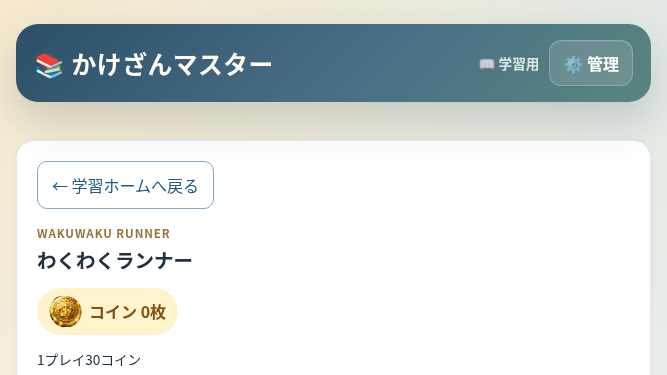 かけざんマスター
学習用
管理
← 学習ホームへ戻る
WAKUWAKU RUNNER
わくわくランナー
コイン 0枚
1プレイ30コイン